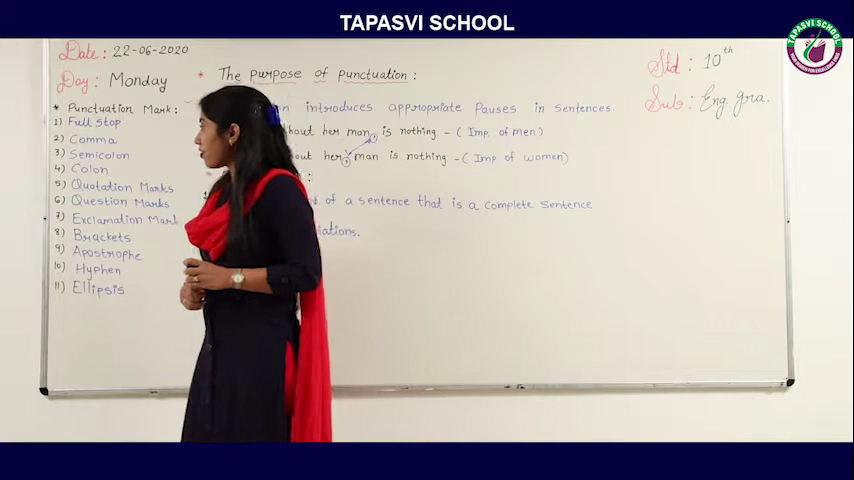 TAPASVI SCHOOL
TAPASVI SCHOOL
Date : 22-06-2020
Day : Monday
Std : 10th
Sub : Eng. gra.
* The purpose of punctuation :
* Punctuation Mark :
1) Full stop
2) Comma
3) Semicolon
4) Colon
5) Quotation Marks
6) Question Marks
7) Exclamation Mark
8) Brackets
9) Apostrophe
10) Hyphen
11) Ellipsis
introduces appropriate Pauses in Sentences.
her man, is nothing - ( Imp. of men )
her, man is nothing - ( Imp of women )
of a sentence that is a complete Sentence